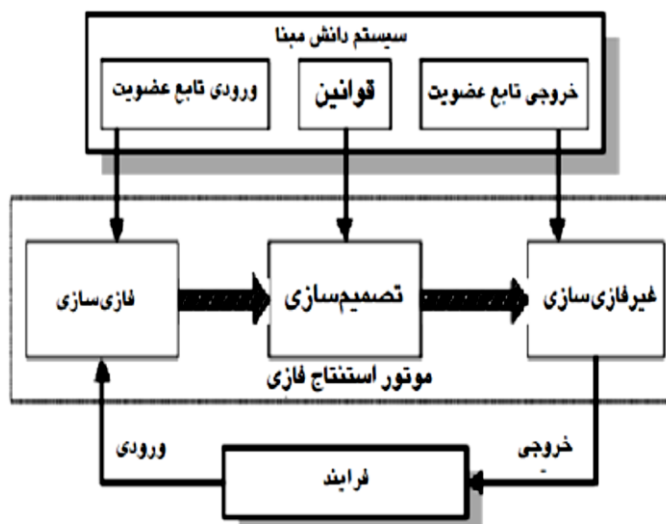 سیستم دانش مبنا
ورودی تابع عضویت
قوانین
خروجی تابع عضویت
فازی‌سازی
تصمیم‌سازی
غیرفازی‌سازی
موتور استنتاج فازی
ورودی
خروجی
فرایند